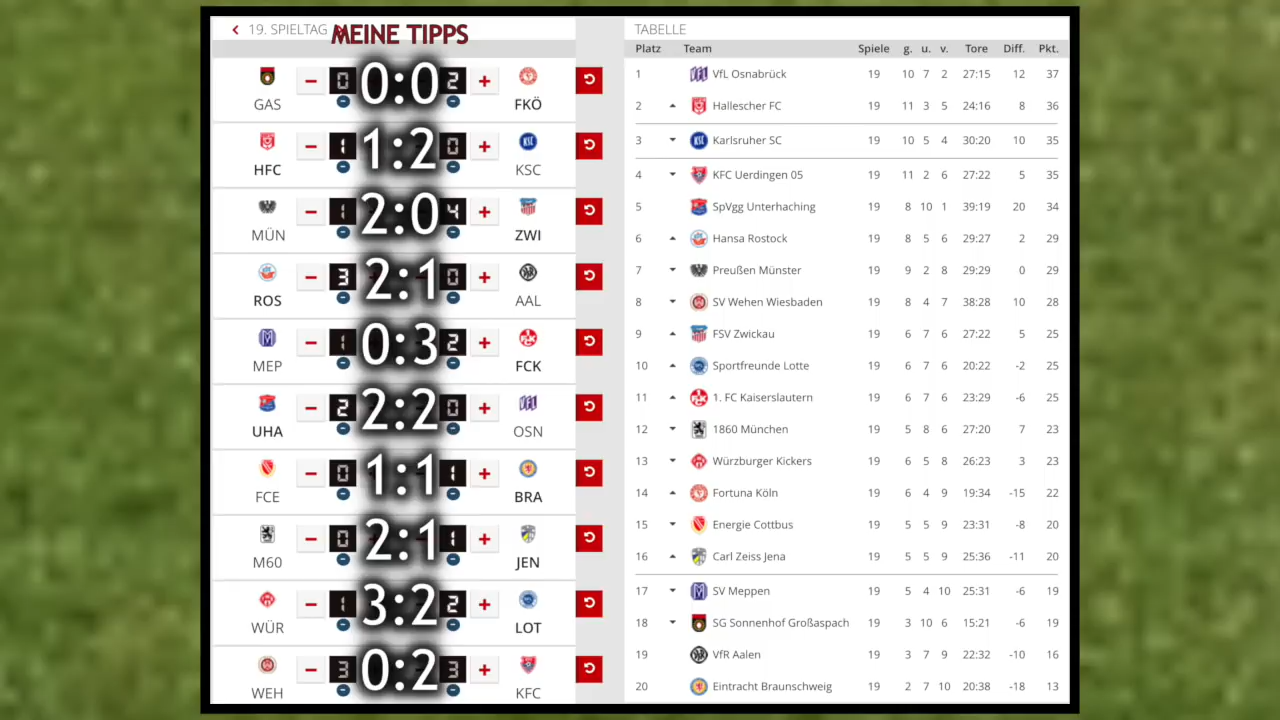 19. SPIELTAG
MEINE TIPPS
GAS 0 0:0 2 FKÖ
HFC 1 1:2 0 KSC
MÜN 1 2:0 4 ZWI
ROS 3 2:1 0 AAL
MEP 1 0:3 2 FCK
UHA 2 2:2 0 OSN
FCE 0 1:1 1 BRA
M60 0 2:1 1 JEN
WÜR 1 3:2 2 LOT
WEH 3 0:2 3 KFC
TABELLE
Platz Team Spiele g. u. v. Tore Diff. Pkt.
1 VfL Osnabrück 19 10 7 2 27:15 12 37
2 Hallescher FC 19 11 3 5 24:16 8 36
3 Karlsruher SC 19 10 5 4 30:20 10 35
4 KFC Uerdingen 05 19 11 2 6 27:22 5 35
5 SpVgg Unterhaching 19 8 10 1 39:19 20 34
6 Hansa Rostock 19 8 5 6 29:27 2 29
7 Preußen Münster 19 9 2 8 29:29 0 29
8 SV Wehen Wiesbaden 19 8 4 7 38:28 10 28
9 FSV Zwickau 19 6 7 6 27:22 5 25
10 Sportfreunde Lotte 19 6 7 6 20:22 -2 25
11 1. FC Kaiserslautern 19 6 7 6 23:29 -6 25
12 1860 München 19 5 8 6 27:20 7 23
13 Würzburger Kickers 19 6 5 8 26:23 3 23
14 Fortuna Köln 19 6 4 9 19:34 -15 22
15 Energie Cottbus 19 5 5 9 23:31 -8 20
16 Carl Zeiss Jena 19 5 5 9 25:36 -11 20
17 SV Meppen 19 5 4 10 25:31 -6 19
18 SG Sonnenhof Großaspach 19 3 10 6 15:21 -6 19
19 VfR Aalen 19 3 7 9 22:32 -10 16
20 Eintracht Braunschweig 19 2 7 10 20:38 -18 13